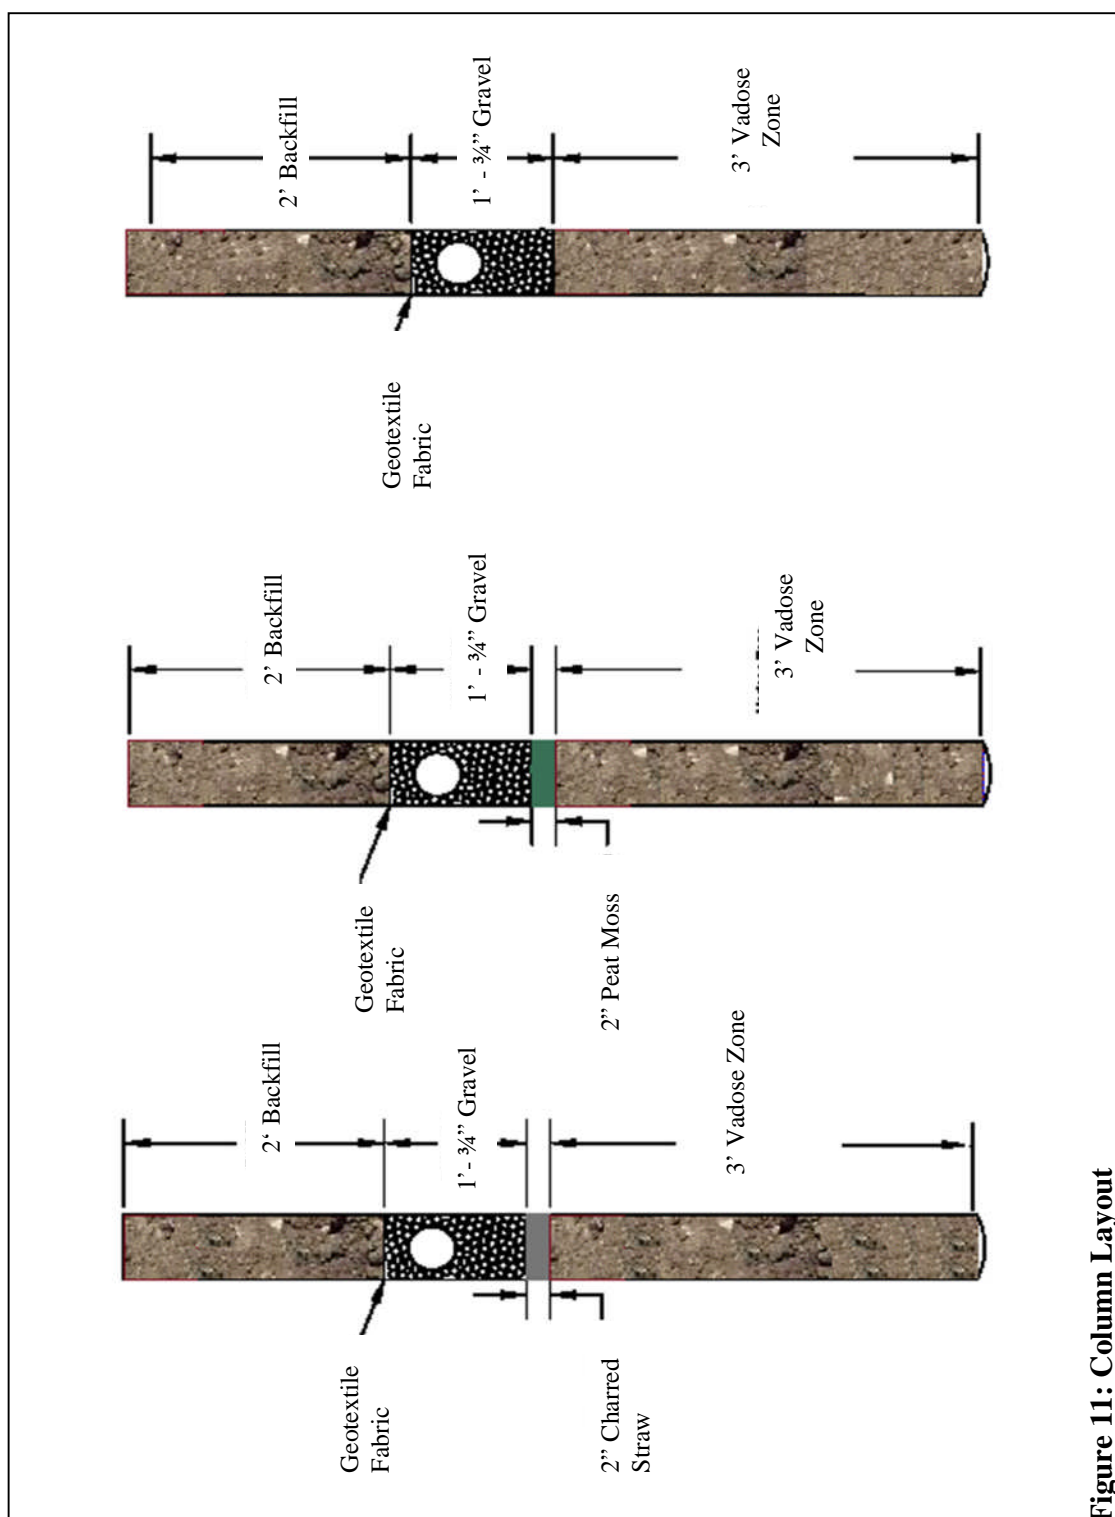 2‘ Backfill
1’ - ¾” Gravel
3’ Vadose Zone
Geotextile
Fabric
2” Charred
Straw
2’ Backfill
1’ - ¾” Gravel
3’ Vadose
Zone
Geotextile
Fabric
2” Peat Moss
2’ Backfill
1’ - ¾” Gravel
3’ Vadose
Zone
Geotextile
Fabric
Figure 11: Column Layout